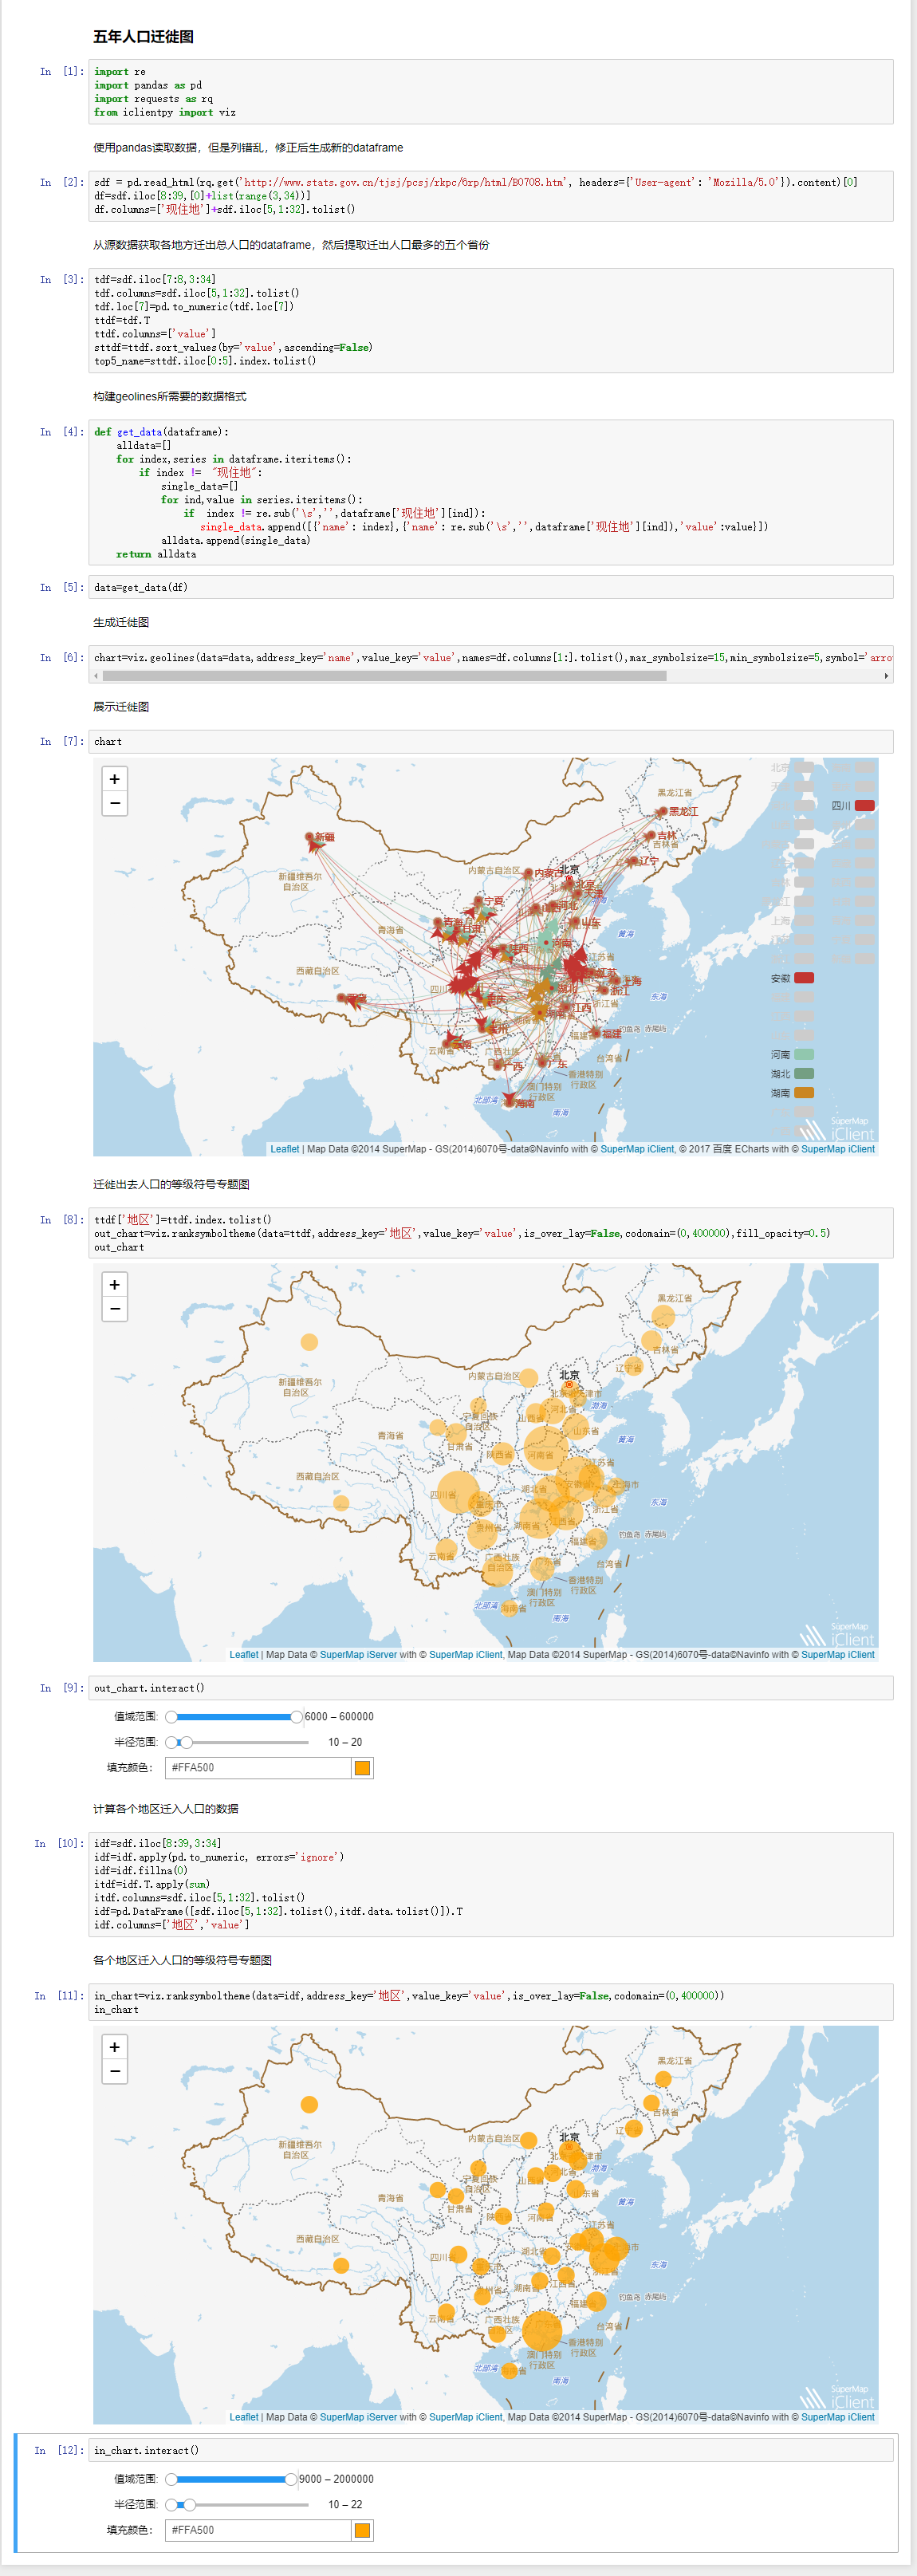 五年人口迁徙图
In [1]:
import re
import pandas as pd
import requests as rq
from iclientpy import viz
使用pandas读取数据，但是列错乱，修正后生成新的dataframe
In [2]:
sdf = pd.read_html(rq.get('http://www.stats.gov.cn/tjsj/pcsj/rkpc/6rp/html/B0708.htm', headers={'User-agent': 'Mozilla/5.0'}).content)[0]
df=sdf.iloc[8:39,[0]+list(range(3,34))]
df.columns=['现住地']+sdf.iloc[5,1:32].tolist()
从源数据获取各地方迁出总人口的dataframe，然后提取迁出人口最多的五个省份
In [3]:
tdf=sdf.iloc[7:8,3:34]
tdf.columns=sdf.iloc[5,1:32].tolist()
tdf.loc[7]=pd.to_numeric(tdf.loc[7])
ttdf=tdf.T
ttdf.columns=['value']
sttdf=ttdf.sort_values(by='value',ascending=False)
top5_name=sttdf.iloc[0:5].index.tolist()
构建geolines所需要的数据格式
In [4]:
def get_data(dataframe):
alldata=[]
for index,series in dataframe.iteritems():
if index != "现住地":
single_data=[]
for ind,value in series.iteritems():
if index != re.sub('\s','',dataframe['现住地'][ind]):
single_data.append([{'name': index},{'name': re.sub('\s','',dataframe['现住地'][ind]),'value':value}])
alldata.append(single_data)
return alldata
In [5]:
data=get_data(df)
生成迁徙图
In [6]:
chart=viz.geolines(data=data,address_key='name',value_key='value',names=df.columns[1:].tolist(),max_symbolsize=15,min_symbolsize=5,symbol='arro
展示迁徙图
In [7]:
chart
+
−
黑龙江省
黑龙江
四川
吉林
吉林省
新疆
辽宁
新疆维吾尔
自治区
内蒙古自治区
北京
天津
宁夏
河北
山东
青海省
甘肃
上海
黄海
陕西
河南
西藏自治区
江苏
安徽
浙江
东海
江西
福建
钓鱼岛 赤尾屿
云南省
广西
广东
台湾省
河南
香港特别
行政区
澳门特别
行政区
湖北
北部湾
海南
南海
湖南
SuperMap
iClient
Leaflet | Map Data ©2014 SuperMap - GS(2014)6070号-data©Navinfo with © SuperMap iClient, © 2017 百度 ECharts with © SuperMap iClient
迁徙出去人口的等级符号专题图
In [8]:
ttdf['地区']=ttdf.index.tolist()
out_chart=viz.ranksymboltheme(data=ttdf,address_key='地区',value_key='value',is_over_lay=False,codomain=(0,400000),fill_opacity=0.5)
out_chart
+
−
黑龙江省
吉林省
辽宁省
新疆维吾尔
自治区
内蒙古自治区
北京
渤海
河北省
山西省
宁夏回族
自治区
山东省
青海省
甘肃省
黄海
陕西省
河南省
西藏自治区
江苏省
四川省
湖北省
安徽省
上海市
重庆市
东海
浙江省
贵州省
湖南省
江西省
福建省
钓鱼岛 赤尾屿
云南省
广西壮族
自治区
广东省
台湾省
香港特别
行政区
澳门特别
行政区
北部湾
海南省
南海
SuperMap
iClient
Leaflet | Map Data © SuperMap iServer with © SuperMap iClient, Map Data ©2014 SuperMap - GS(2014)6070号-data©Navinfo with © SuperMap iClient
In [9]:
out_chart.interact()
值域范围: 6000 – 600000
半径范围: 10 – 20
填充颜色: #FFA500
计算各个地区迁入人口的数据
In [10]:
idf=sdf.iloc[8:39,3:34]
idf=idf.apply(pd.to_numeric, errors='ignore')
idf=idf.fillna(0)
itdf=idf.T.apply(sum)
itdf.columns=sdf.iloc[5,1:32].tolist()
idf=pd.DataFrame([sdf.iloc[5,1:32].tolist(),itdf.data.tolist()]).T
idf.columns=['地区','value']
各个地区迁入人口的等级符号专题图
In [11]:
in_chart=viz.ranksymboltheme(data=idf,address_key='地区',value_key='value',is_over_lay=False,codomain=(0,400000))
in_chart
+
−
黑龙江省
吉林省
新疆维吾尔
自治区
内蒙古自治区
北京
渤海
宁夏回族
自治区
青海省
甘肃省
黄海
河南省
西藏自治区
江苏省
四川省
湖北省
东海
浙江省
湖南省
江西省
福建省
钓鱼岛 赤尾屿
云南省
广西壮族
台湾省
香港特别
行政区
澳门特别
行政区
北部湾
南海
SuperMap
iClient
Leaflet | Map Data © SuperMap iServer with © SuperMap iClient, Map Data ©2014 SuperMap - GS(2014)6070号-data©Navinfo with © SuperMap iClient
In [12]:
in_chart.interact()
值域范围: 9000 – 2000000
半径范围: 10 – 22
填充颜色: #FFA500